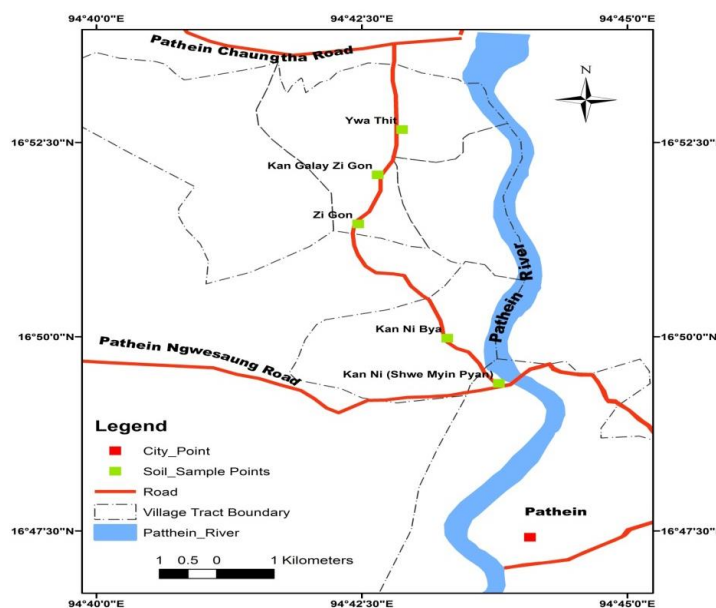 94°40'0"E
94°42'30"E
94°45'0"E
Pathein Chaungtha Road
N
Ywa Thit
16°52'30"N
16°52'30"N
Kan Galay Zi Gon
Zi Gon
Pathein River
Kan Ni Bya
16°50'0"N
16°50'0"N
Pathein Ngwesaung Road
Kan Ni (Shwe Myin Pyan)
Legend
City_Point
Soil_Sample Points
Road
Village Tract Boundary
Patthein_River
Pathein
16°47'30"N
16°47'30"N
1 0.5 0 1 Kilometers
94°40'0"E
94°42'30"E
94°45'0"E